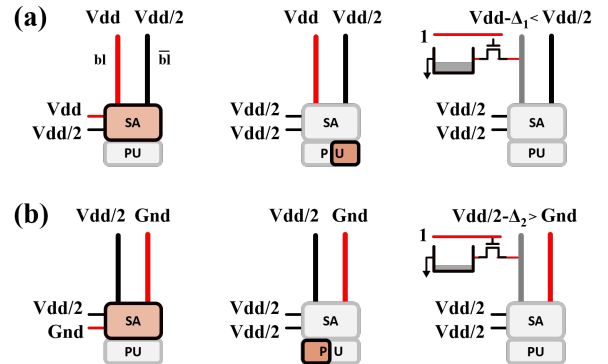 (a)
Vdd Vdd/2
bl b̅l̅
Vdd
Vdd/2
SA
PU
Vdd Vdd/2
Vdd/2
Vdd/2
SA
PU
Vdd-Δ1< Vdd/2
1
Vdd/2
Vdd/2
SA
PU
(b)
Vdd/2 Gnd
Vdd/2
Gnd
SA
PU
Vdd/2 Gnd
Vdd/2
Vdd/2
SA
PU
Vdd/2-Δ2> Gnd
1
Vdd/2
Vdd/2
SA
PU